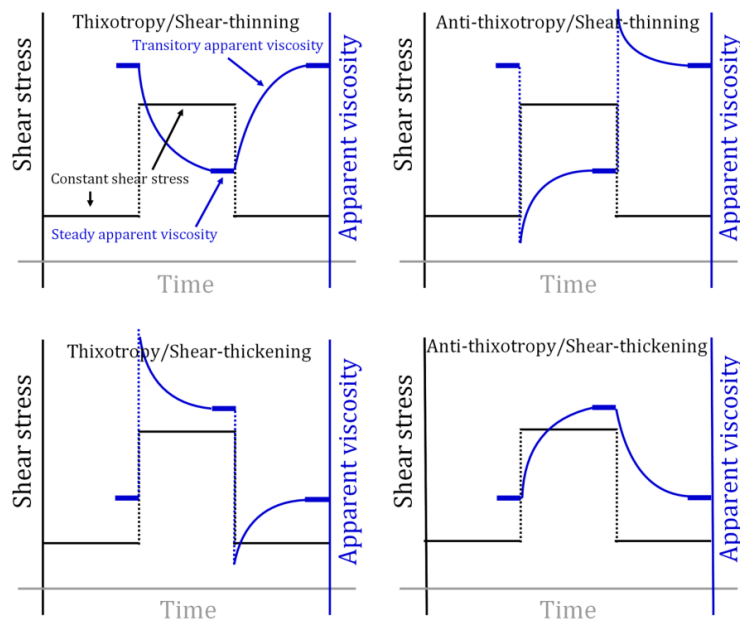 Thixotropy/Shear-thinning
Shear stress
Transitory apparent viscosity
Constant shear stress
Steady apparent viscosity
Apparent viscosity
Time
Anti-thixotropy/Shear-thinning
Shear stress
Apparent viscosity
Time
Thixotropy/Shear-thickening
Shear stress
Apparent viscosity
Time
Anti-thixotropy/Shear-thickening
Shear stress
Apparent viscosity
Time